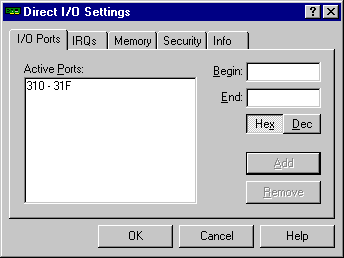 Direct I/O Settings
I/O Ports IRQs Memory Security Info
Active Ports:
310 - 31F
Begin:
End:
Hex Dec
Add
Remove
OK Cancel Help